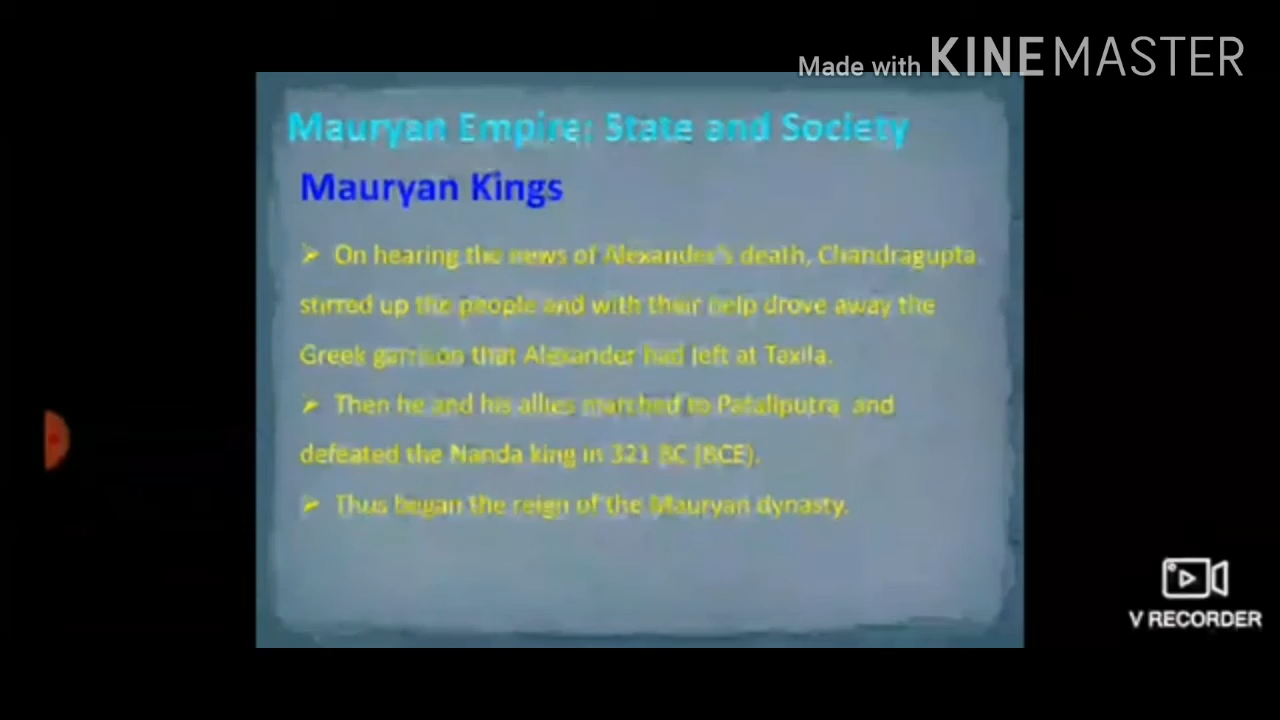 Made with KINEMASTER
Mauryan Empire: State and Society
Mauryan Kings
➢ On hearing the news of Alexander's death, Chandragupta
stirred up the people and with their help drove away the
Greek garrison that Alexander had left at Taxila.
➢ Then he and his allies marched to Pataliputra and
defeated the Nanda king in 321 BC (BCE).
➢ Thus began the reign of the Mauryan dynasty.
V RECORDER